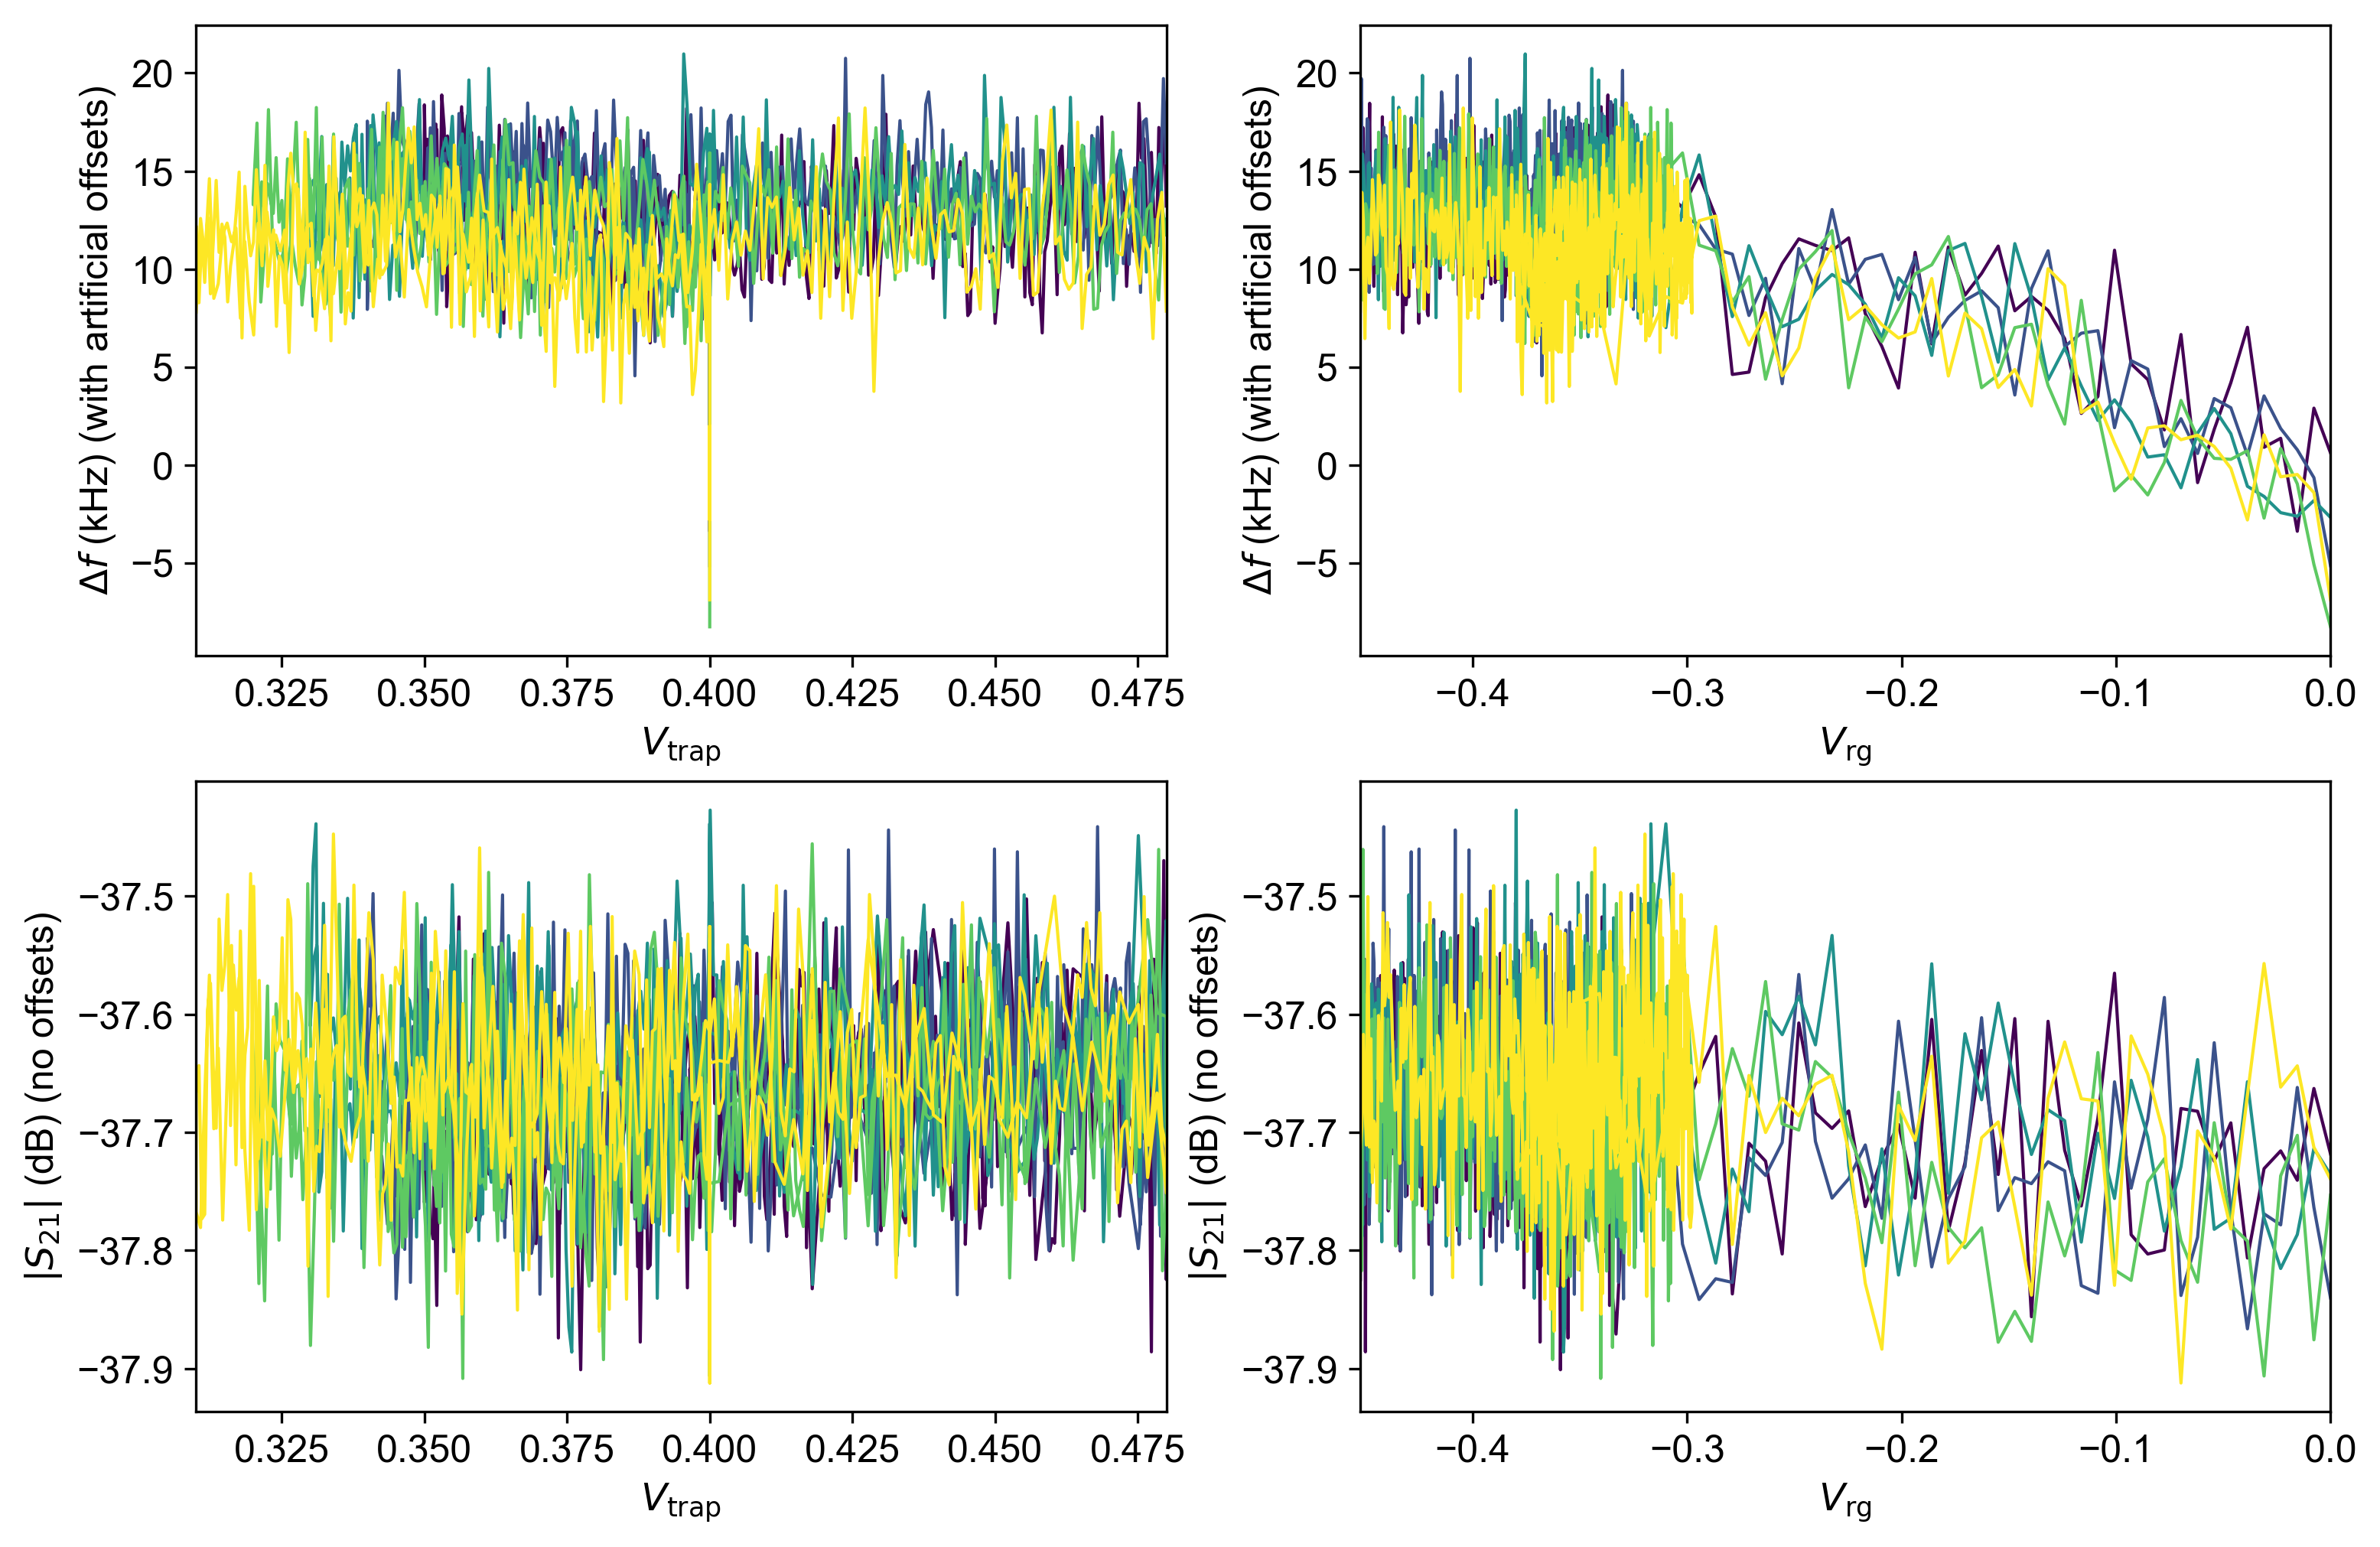 Δf (kHz) (with artificial offsets)
20
15
10
5
0
−5
0.325 0.350 0.375 0.400 0.425 0.450 0.475
V_trap
Δf (kHz) (with artificial offsets)
20
15
10
5
0
−5
−0.4 −0.3 −0.2 −0.1 0.0
V_rg
|S_21| (dB) (no offsets)
−37.5
−37.6
−37.7
−37.8
−37.9
0.325 0.350 0.375 0.400 0.425 0.450 0.475
V_trap
|S_21| (dB) (no offsets)
−37.5
−37.6
−37.7
−37.8
−37.9
−0.4 −0.3 −0.2 −0.1 0.0
V_rg